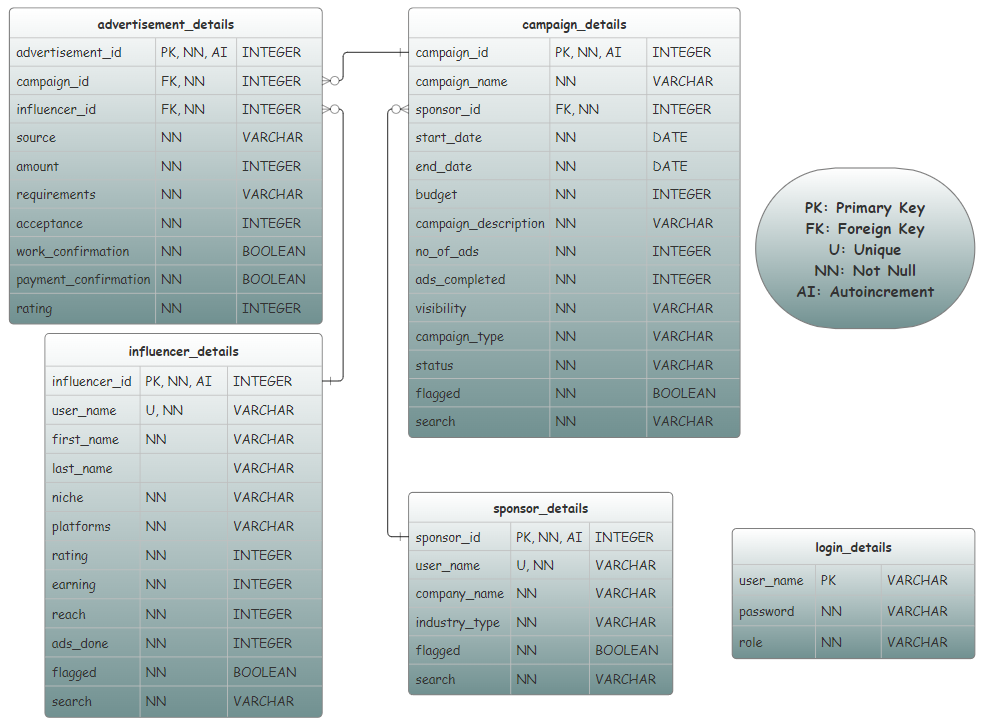 advertisement_details
advertisement_id PK, NN, AI INTEGER
campaign_id FK, NN INTEGER
influencer_id FK, NN INTEGER
source NN VARCHAR
amount NN INTEGER
requirements NN VARCHAR
acceptance NN INTEGER
work_confirmation NN BOOLEAN
payment_confirmation NN BOOLEAN
rating NN INTEGER
campaign_details
campaign_id PK, NN, AI INTEGER
campaign_name NN VARCHAR
sponsor_id FK, NN INTEGER
start_date NN DATE
end_date NN DATE
budget NN INTEGER
campaign_description NN VARCHAR
no_of_ads NN INTEGER
ads_completed NN INTEGER
visibility NN VARCHAR
campaign_type NN VARCHAR
status NN VARCHAR
flagged NN BOOLEAN
search NN VARCHAR
PK: Primary Key
FK: Foreign Key
U: Unique
NN: Not Null
AI: Autoincrement
influencer_details
influencer_id PK, NN, AI INTEGER
user_name U, NN VARCHAR
first_name NN VARCHAR
last_name VARCHAR
niche NN VARCHAR
platforms NN VARCHAR
rating NN INTEGER
earning NN INTEGER
reach NN INTEGER
ads_done NN INTEGER
flagged NN BOOLEAN
search NN VARCHAR
sponsor_details
sponsor_id PK, NN, AI INTEGER
user_name U, NN VARCHAR
company_name NN VARCHAR
industry_type NN VARCHAR
flagged NN BOOLEAN
search NN VARCHAR
login_details
user_name PK VARCHAR
password NN VARCHAR
role NN VARCHAR